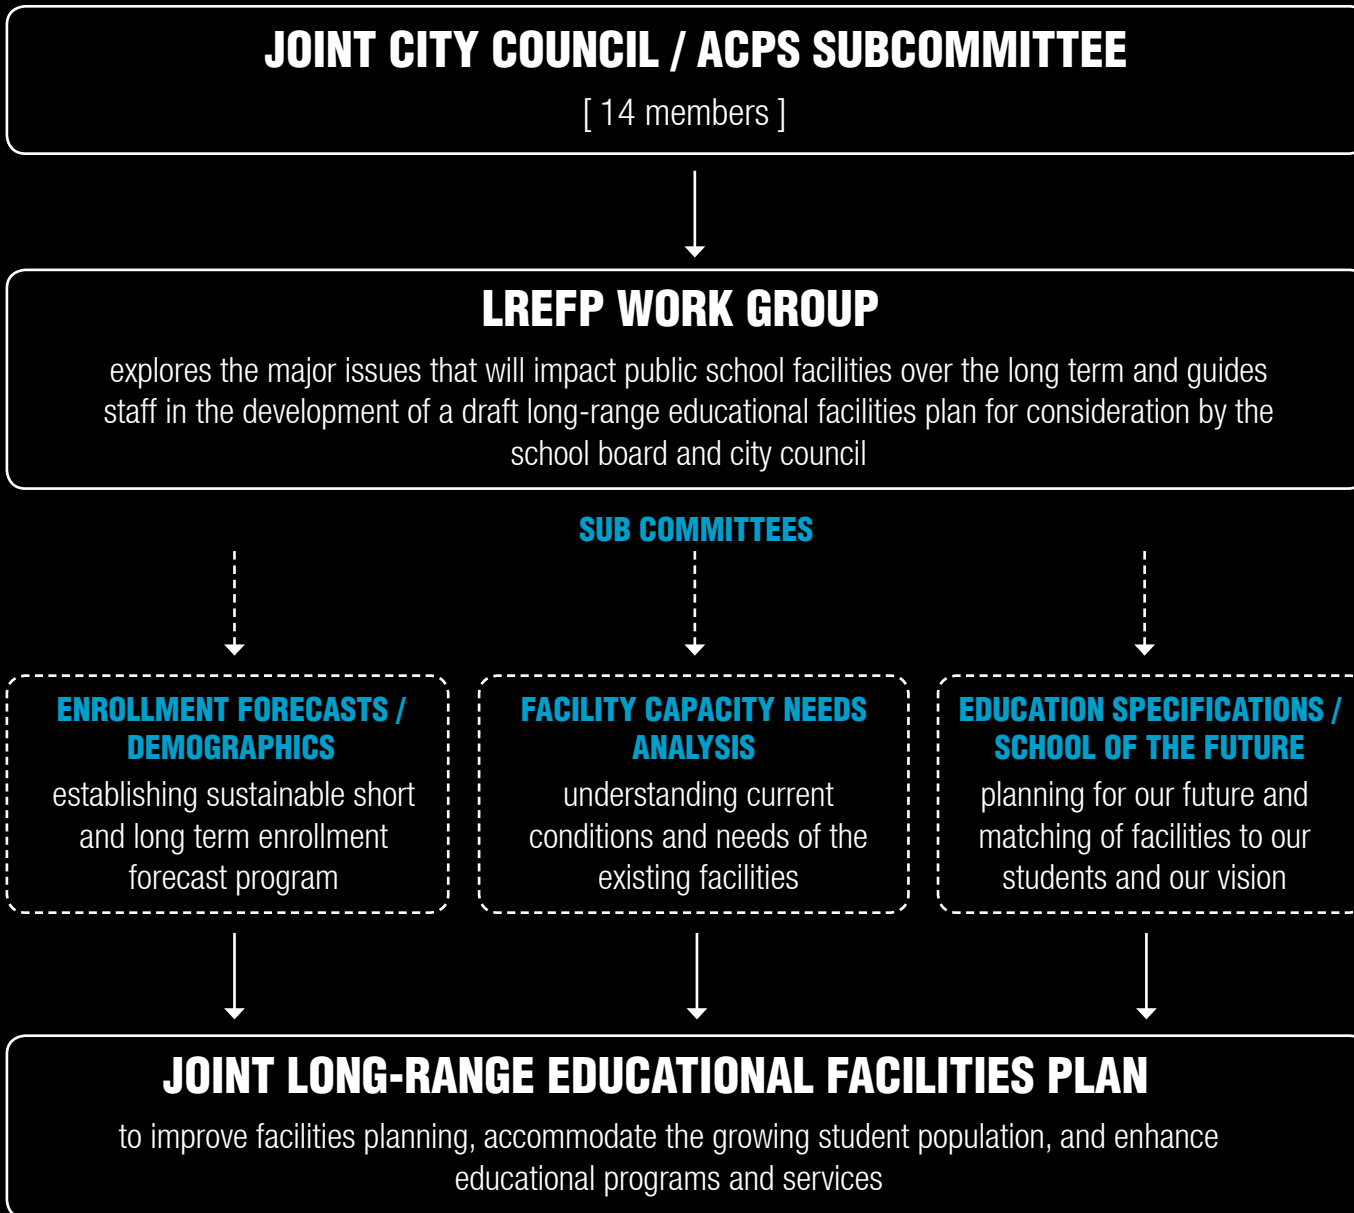 JOINT CITY COUNCIL / ACPS SUBCOMMITTEE
[ 14 members ]
LREFP WORK GROUP
explores the major issues that will impact public school facilities over the long term and guides
staff in the development of a draft long-range educational facilities plan for consideration by the
school board and city council
SUB COMMITTEES
ENROLLMENT FORECASTS /
DEMOGRAPHICS
establishing sustainable short
and long term enrollment
forecast program
FACILITY CAPACITY NEEDS
ANALYSIS
understanding current
conditions and needs of the
existing facilities
EDUCATION SPECIFICATIONS /
SCHOOL OF THE FUTURE
planning for our future and
matching of facilities to our
students and our vision
JOINT LONG-RANGE EDUCATIONAL FACILITIES PLAN
to improve facilities planning, accommodate the growing student population, and enhance
educational programs and services